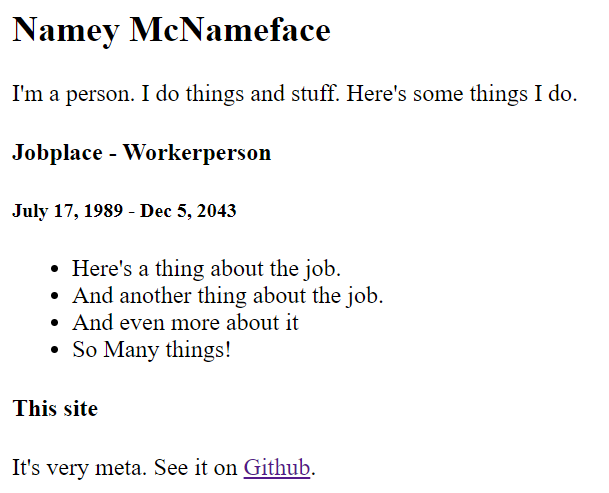 Namey McNameface
I'm a person. I do things and stuff. Here's some things I do.
Jobplace - Workerperson
July 17, 1989 - Dec 5, 2043
Here's a thing about the job.
And another thing about the job.
And even more about it
So Many things!
This site
It's very meta. See it on Github.